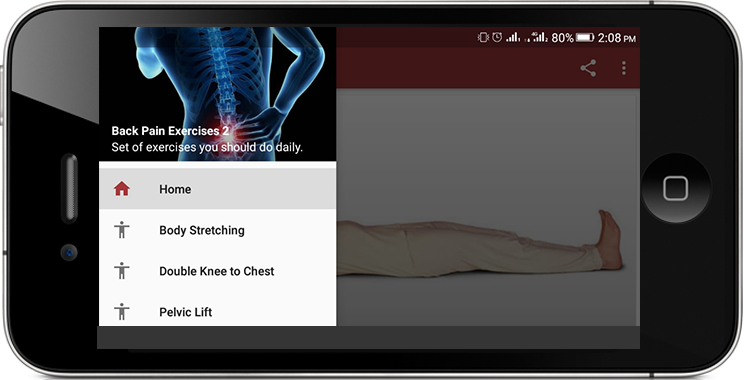 80% 2:08 PM
Back Pain Exercises 2
Set of exercises you should do daily.
Home
Body Stretching
Double Knee to Chest
Pelvic Lift